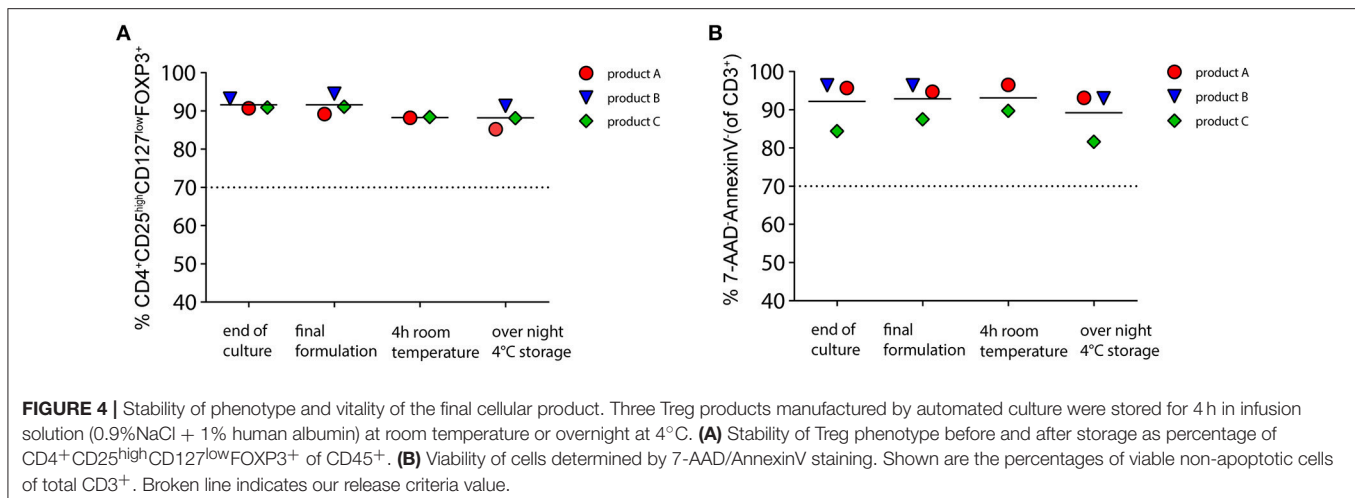 A
% CD4⁺CD25ʰⁱᵍʰCD127ˡᵒʷFOXP3⁺
100
90
80
70
60
50
40
end of
culture
final
formulation
4h room
temperature
over night
4°C storage
product A
product B
product C
B
% 7-AAD⁻AnnexinV⁻(of CD3⁺)
100
90
80
70
60
50
40
end of
culture
final
formulation
4h room
temperature
over night
4°C storage
product A
product B
product C
FIGURE 4 | Stability of phenotype and vitality of the final cellular product. Three Treg products manufactured by automated culture were stored for 4 h in infusion
solution (0.9%NaCl + 1% human albumin) at room temperature or overnight at 4°C. (A) Stability of Treg phenotype before and after storage as percentage of
CD4⁺CD25ʰⁱᵍʰCD127ˡᵒʷFOXP3⁺ of CD45⁺. (B) Viability of cells determined by 7-AAD/AnnexinV staining. Shown are the percentages of viable non-apoptotic cells
of total CD3⁺. Broken line indicates our release criteria value.